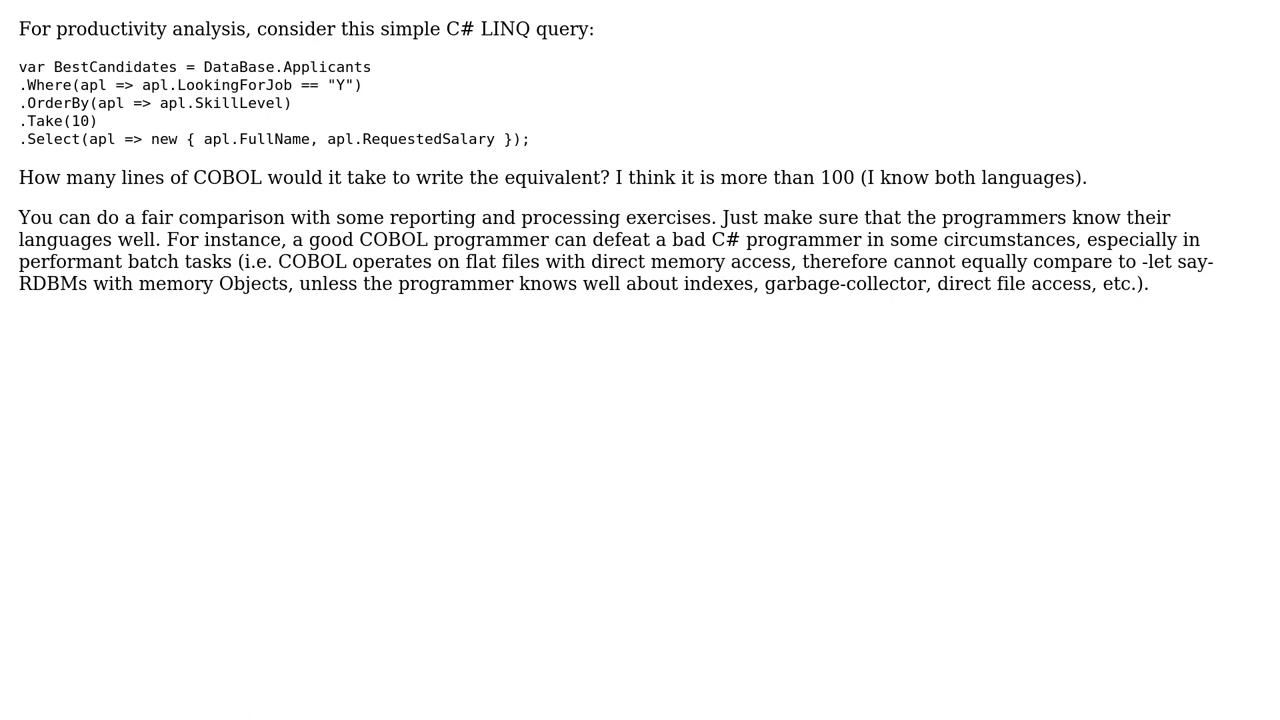 For productivity analysis, consider this simple C# LINQ query:
var BestCandidates = DataBase.Applicants
.Where(apl => apl.LookingForJob == "Y")
.OrderBy(apl => apl.SkillLevel)
.Take(10)
.Select(apl => new { apl.FullName, apl.RequestedSalary });
How many lines of COBOL would it take to write the equivalent? I think it is more than 100 (I know both languages).
You can do a fair comparison with some reporting and processing exercises. Just make sure that the programmers know their
languages well. For instance, a good COBOL programmer can defeat a bad C# programmer in some circumstances, especially in
performant batch tasks (i.e. COBOL operates on flat files with direct memory access, therefore cannot equally compare to -let say-
RDBMs with memory Objects, unless the programmer knows well about indexes, garbage-collector, direct file access, etc.).